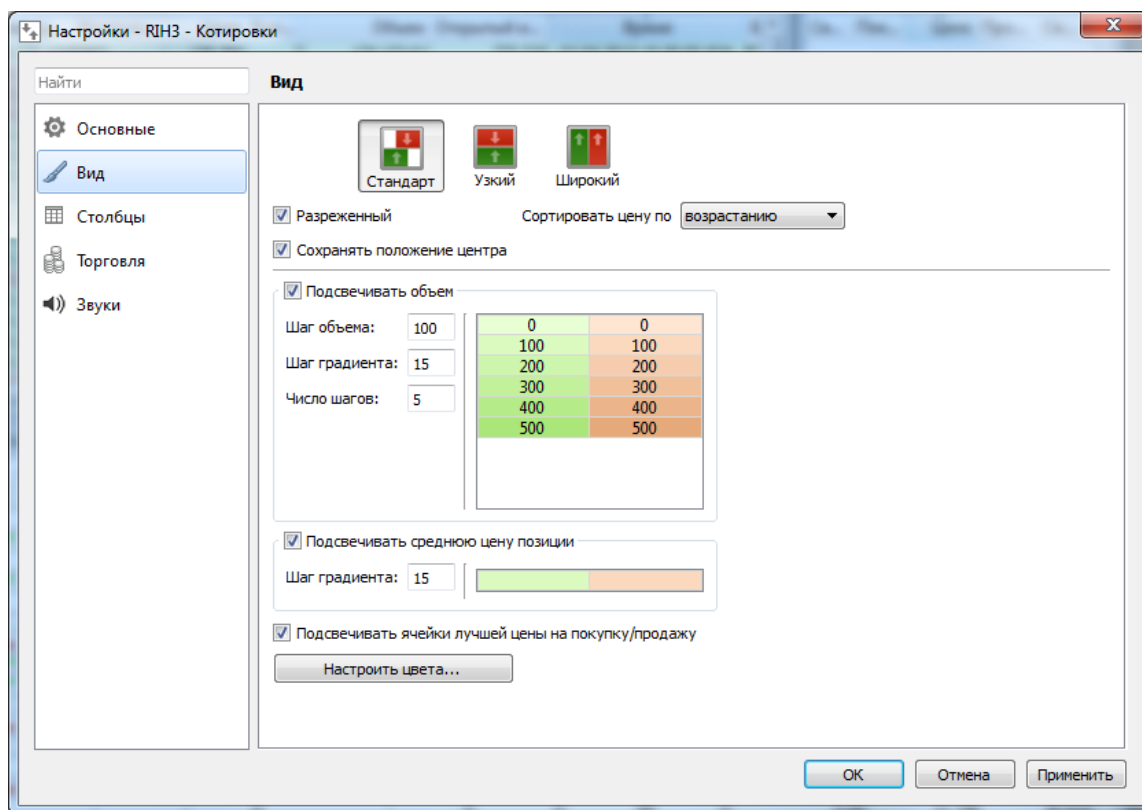 Настройки - RIH3 - Котировки
Найти
Вид
Основные
Вид
Столбцы
Торговля
Звуки
Стандарт Узкий Широкий
Разреженный Сортировать цену по возрастанию
Сохранять положение центра
Подсвечивать объем
Шаг объема: 100
Шаг градиента: 15
Число шагов: 5
0 0
100 100
200 200
300 300
400 400
500 500
Подсвечивать среднюю цену позиции
Шаг градиента: 15
Подсвечивать ячейки лучшей цены на покупку/продажу
Настроить цвета...
OK Отмена Применить